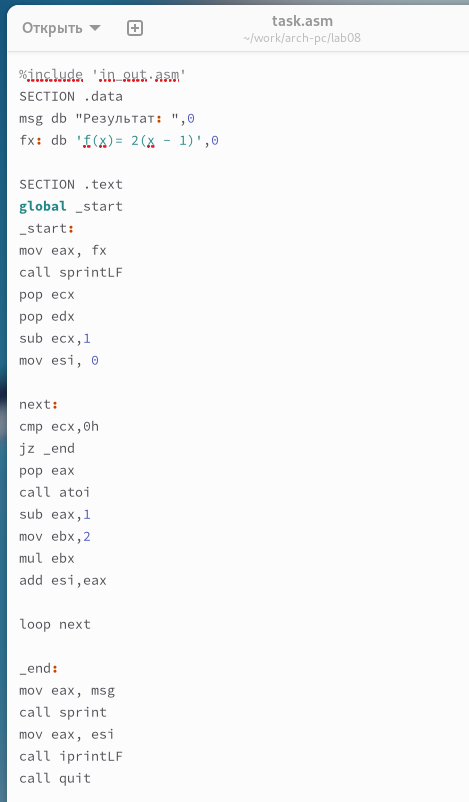 Открыть
task.asm
~/work/arch-pc/lab08
%include 'in_out.asm'
SECTION .data
msg db "Результат: ",0
fx: db 'f(x)= 2(x - 1)',0
SECTION .text
global _start
_start:
mov eax, fx
call sprintLF
pop ecx
pop edx
sub ecx,1
mov esi, 0
next:
cmp ecx,0h
jz _end
pop eax
call atoi
sub eax,1
mov ebx,2
mul ebx
add esi,eax
loop next
_end:
mov eax, msg
call sprint
mov eax, esi
call iprintLF
call quit